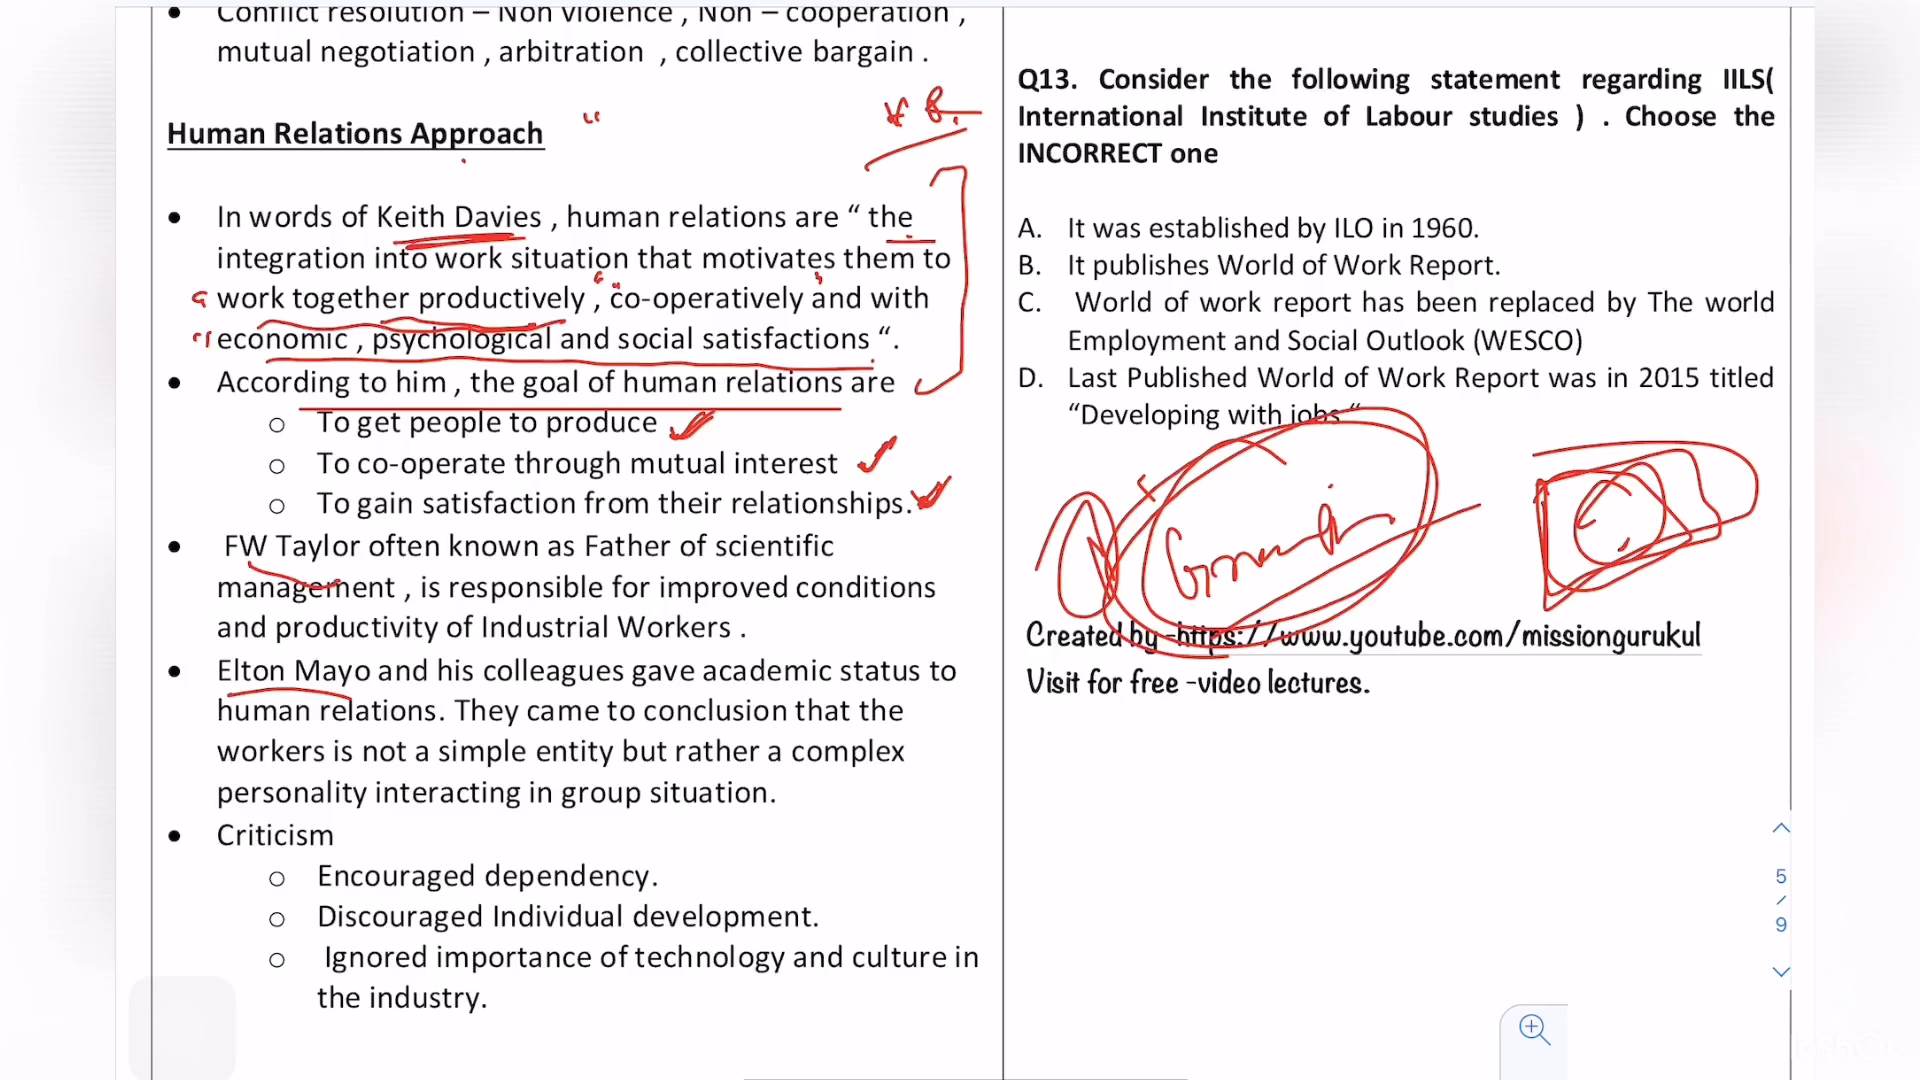 Conflict resolution – Non violence , Non – cooperation ,
mutual negotiation , arbitration , collective bargain .
Human Relations Approach
• In words of Keith Davies , human relations are “ the
integration into work situation that motivates them to
work together productively , co-operatively and with
economic , psychological and social satisfactions “.
• According to him , the goal of human relations are
o To get people to produce
o To co-operate through mutual interest
o To gain satisfaction from their relationships.
• FW Taylor often known as Father of scientific
management , is responsible for improved conditions
and productivity of Industrial Workers .
• Elton Mayo and his colleagues gave academic status to
human relations. They came to conclusion that the
workers is not a simple entity but rather a complex
personality interacting in group situation.
• Criticism
o Encouraged dependency.
o Discouraged Individual development.
o Ignored importance of technology and culture in
the industry.
Q13. Consider the following statement regarding IILS(
International Institute of Labour studies ) . Choose the
INCORRECT one
A. It was established by ILO in 1960.
B. It publishes World of Work Report.
C. World of work report has been replaced by The world
Employment and Social Outlook (WESCO)
D. Last Published World of Work Report was in 2015 titled
“Developing with jobs “
Created by -https://www.youtube.com/missiongurukul
Visit for free -video lectures.
5
/
9